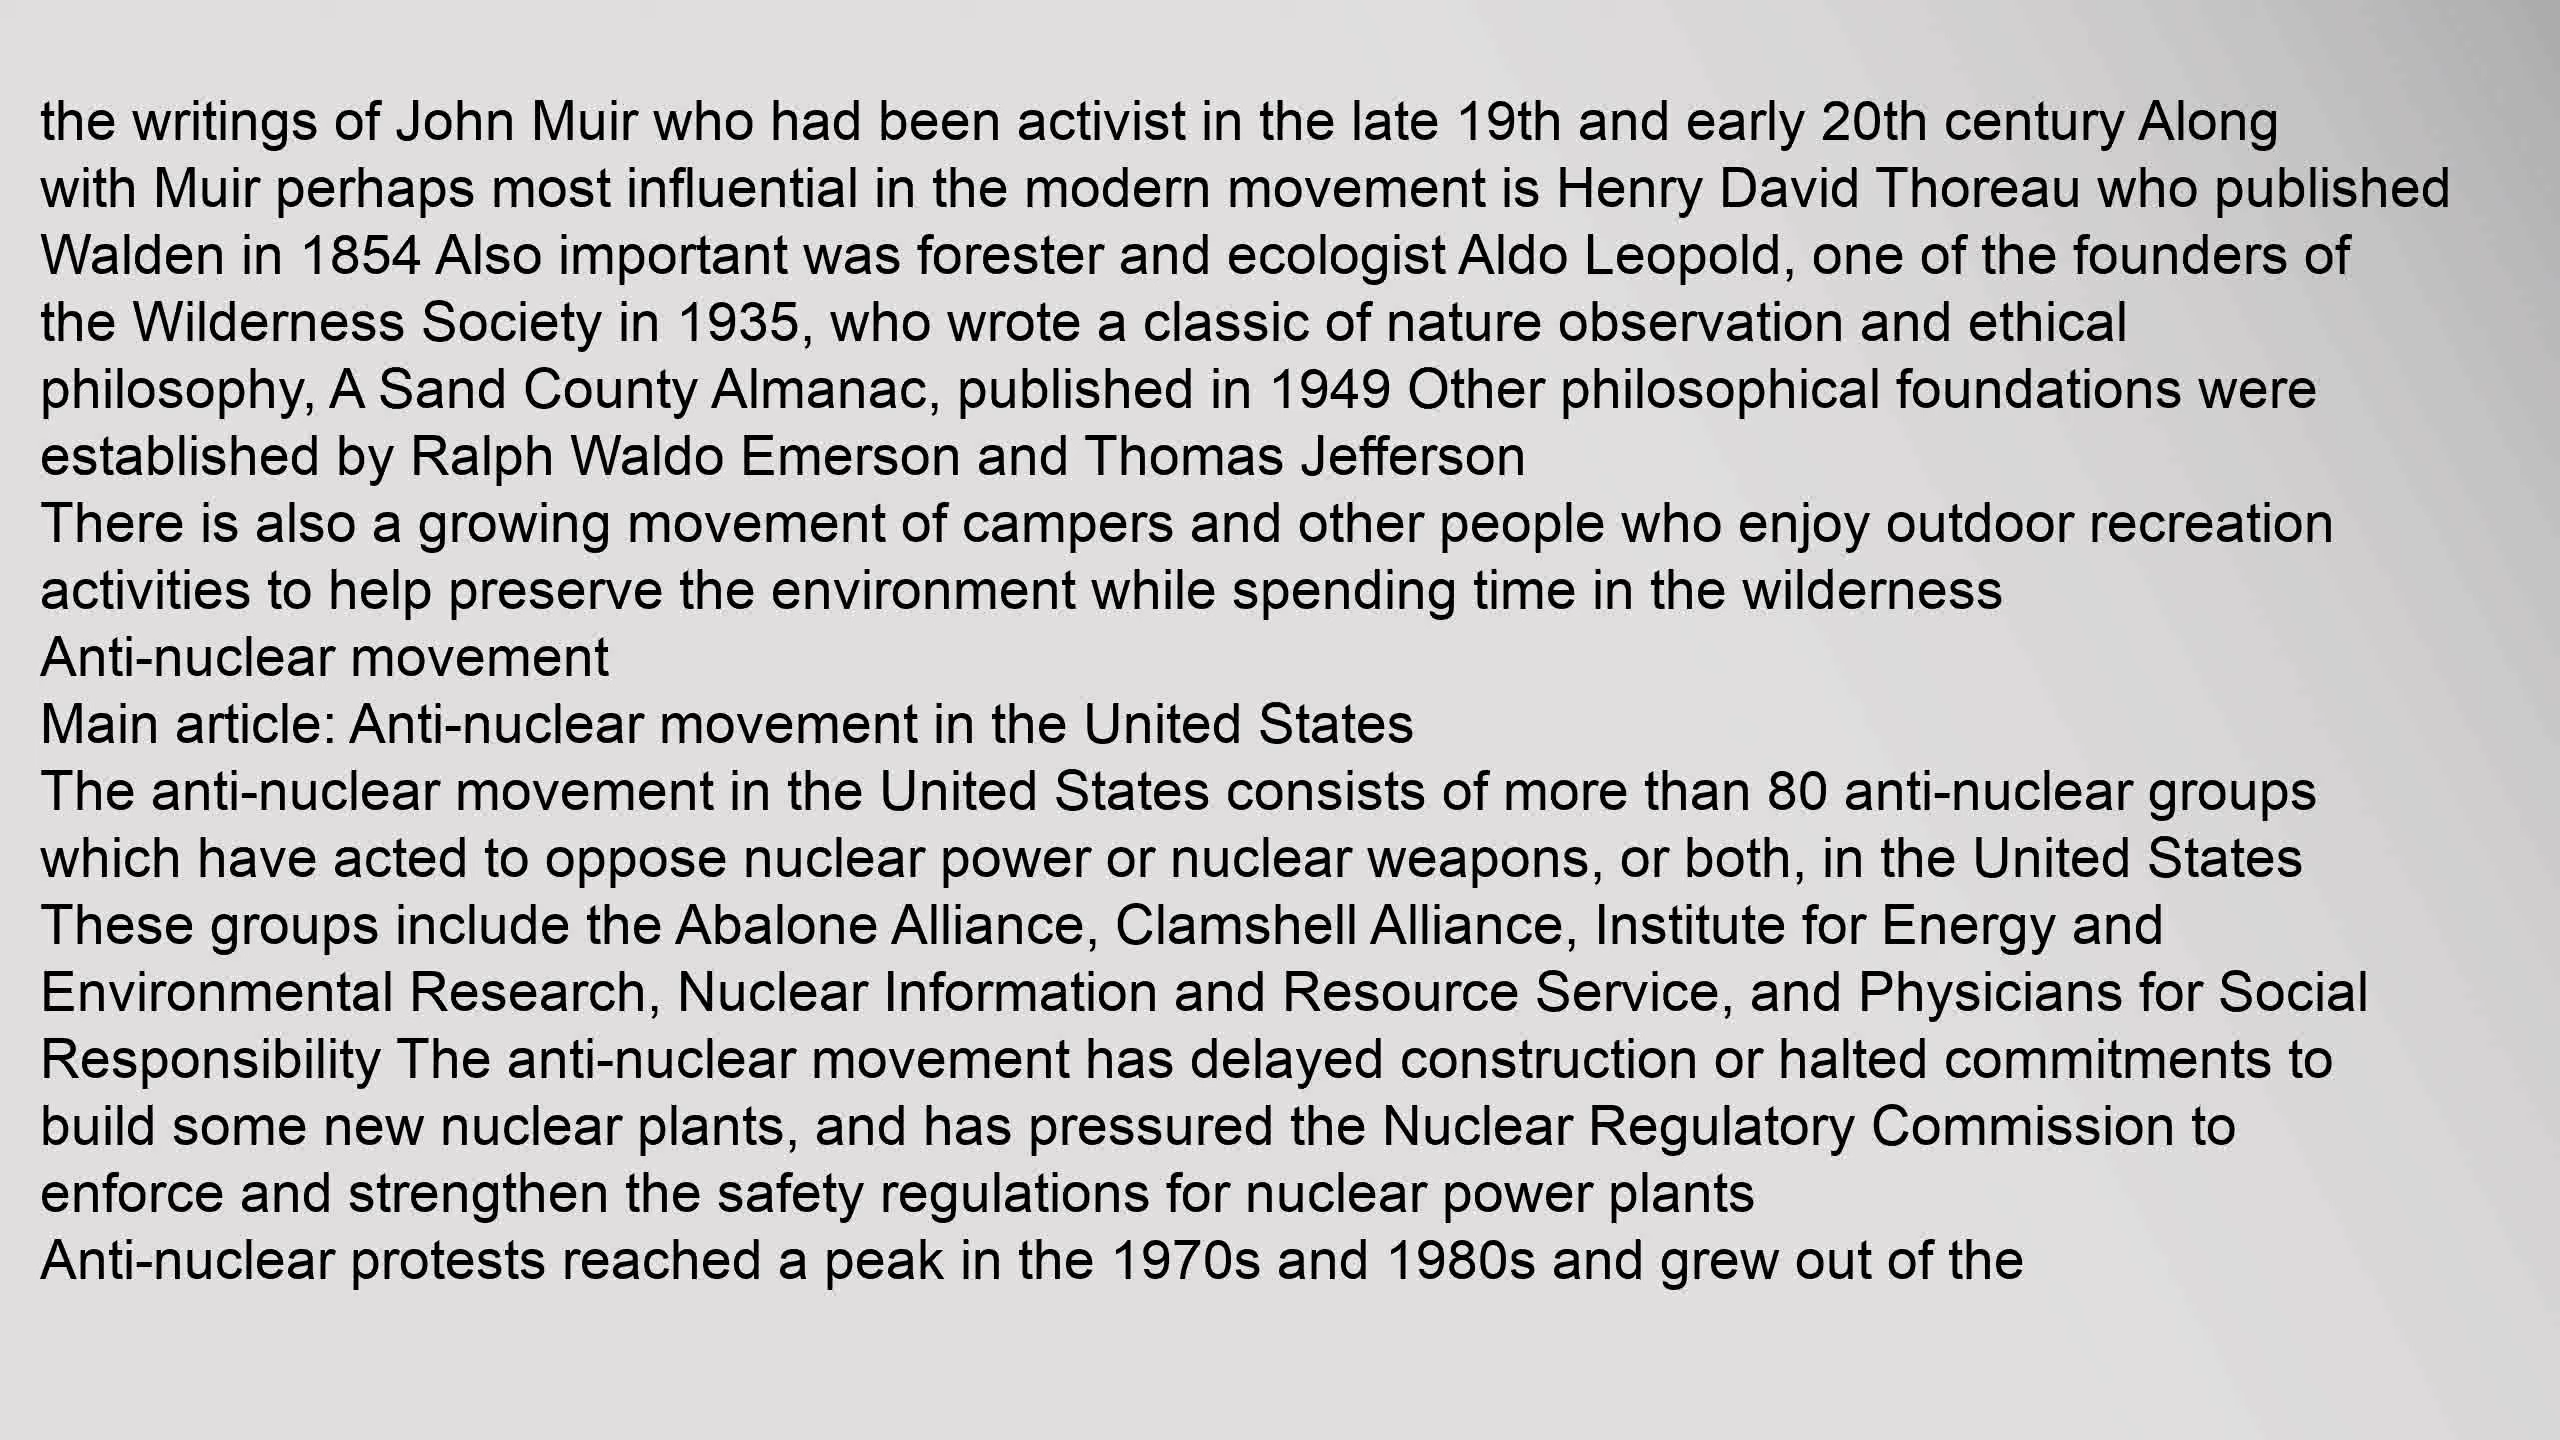 the writings of John Muir who had been activist in the late 19th and early 20th century Along
with Muir perhaps most influential in the modern movement is Henry David Thoreau who published
Walden in 1854 Also important was forester and ecologist Aldo Leopold, one of the founders of
the Wilderness Society in 1935, who wrote a classic of nature observation and ethical
philosophy, A Sand County Almanac, published in 1949 Other philosophical foundations were
established by Ralph Waldo Emerson and Thomas Jefferson
There is also a growing movement of campers and other people who enjoy outdoor recreation
activities to help preserve the environment while spending time in the wilderness
Anti-nuclear movement
Main article: Anti-nuclear movement in the United States
The anti-nuclear movement in the United States consists of more than 80 anti-nuclear groups
which have acted to oppose nuclear power or nuclear weapons, or both, in the United States
These groups include the Abalone Alliance, Clamshell Alliance, Institute for Energy and
Environmental Research, Nuclear Information and Resource Service, and Physicians for Social
Responsibility The anti-nuclear movement has delayed construction or halted commitments to
build some new nuclear plants, and has pressured the Nuclear Regulatory Commission to
enforce and strengthen the safety regulations for nuclear power plants
Anti-nuclear protests reached a peak in the 1970s and 1980s and grew out of the